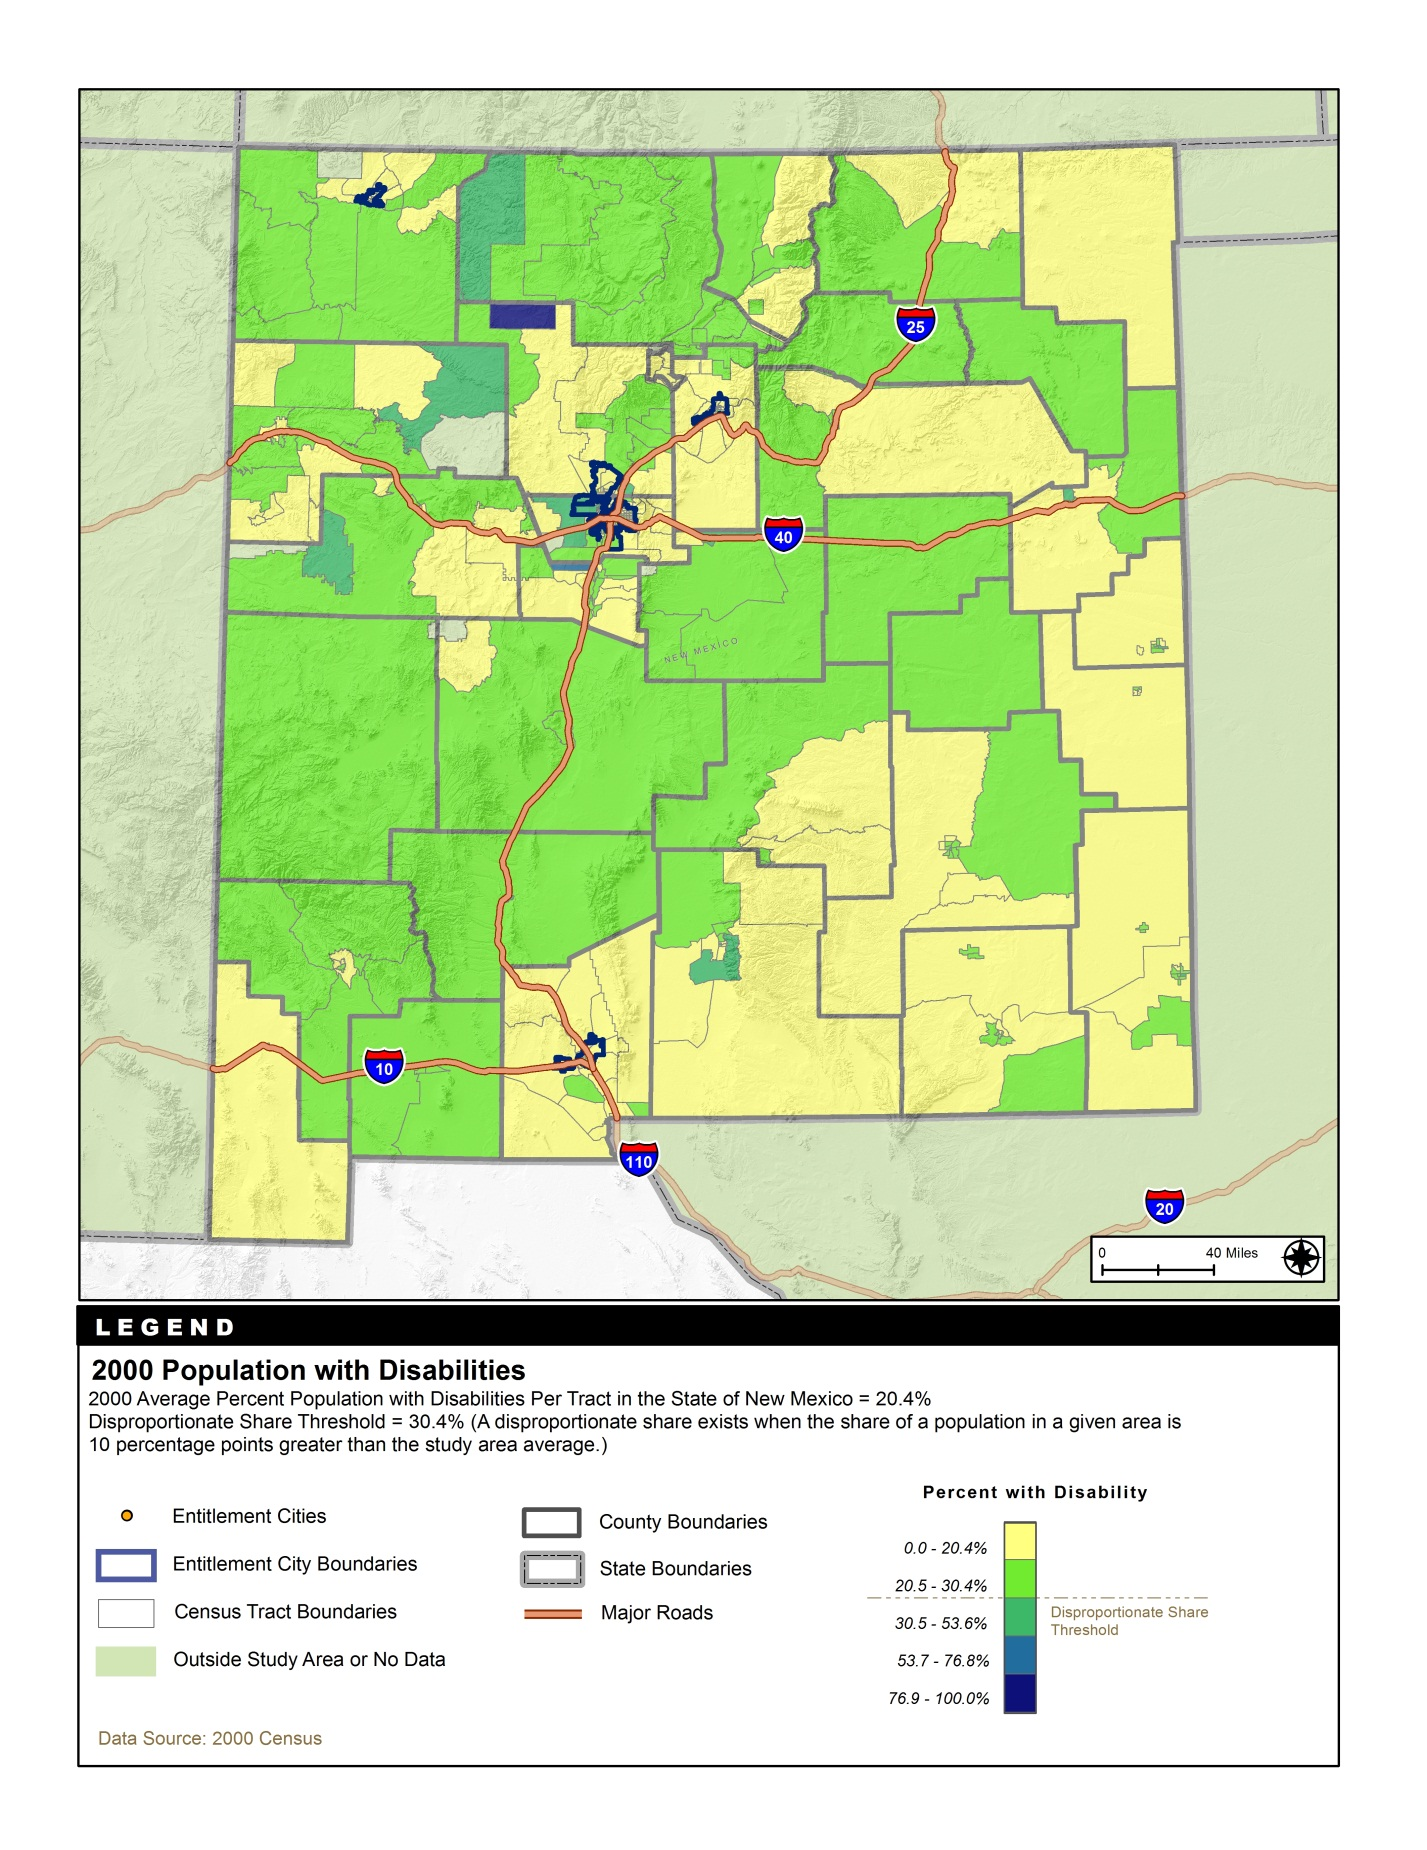 25
40
NEW MEXICO
10
110
20
0 40 Miles
LEGEND
2000 Population with Disabilities
2000 Average Percent Population with Disabilities Per Tract in the State of New Mexico = 20.4%
Disproportionate Share Threshold = 30.4% (A disproportionate share exists when the share of a population in a given area is
10 percentage points greater than the study area average.)
Entitlement Cities
Entitlement City Boundaries
Census Tract Boundaries
Outside Study Area or No Data
County Boundaries
State Boundaries
Major Roads
Percent with Disability
0.0 - 20.4%
20.5 - 30.4%
30.5 - 53.6%
53.7 - 76.8%
76.9 - 100.0%
Disproportionate Share
Threshold
Data Source: 2000 Census